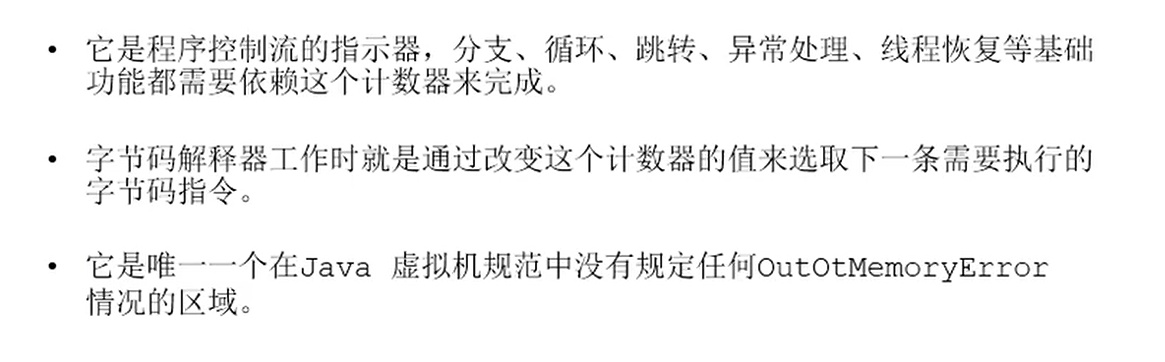 • 它是程序控制流的指示器，分支、循环、跳转、异常处理、线程恢复等基础
功能都需要依赖这个计数器来完成。
• 字节码解释器工作时就是通过改变这个计数器的值来选取下一条需要执行的
字节码指令。
• 它是唯一一个在Java 虚拟机规范中没有规定任何OutOtMemoryError
情况的区域。